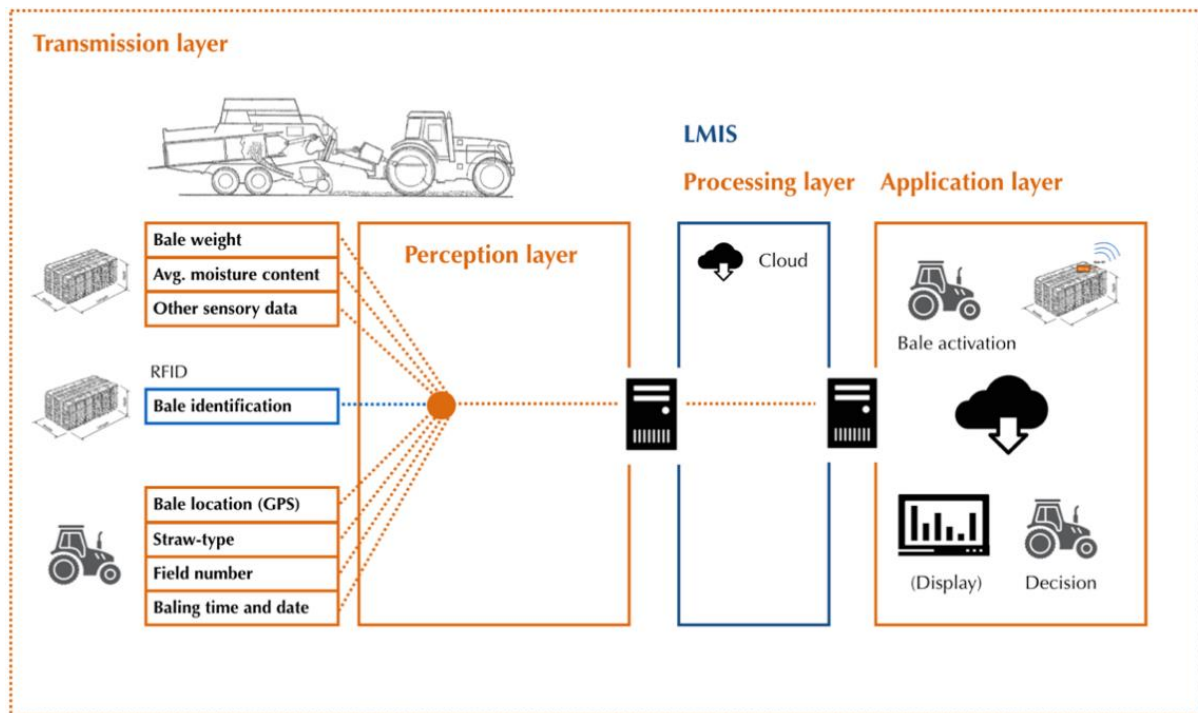 Transmission layer
LMIS
Processing layer
Application layer
Bale weight
Avg. moisture content
Other sensory data
Perception layer
Cloud
Bale activation
RFID
Bale identification
Bale location (GPS)
Straw-type
Field number
Baling time and date
(Display)
Decision